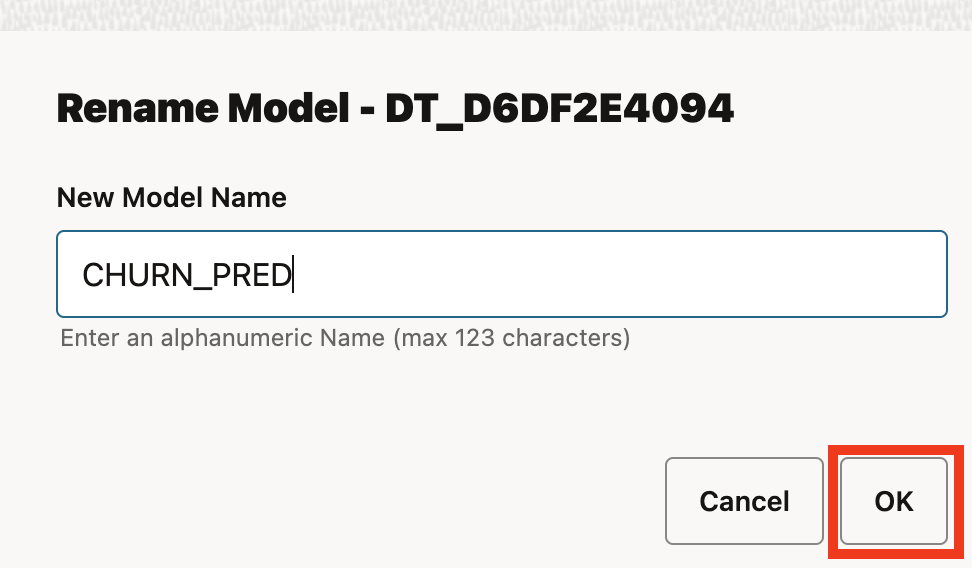 Rename Model - DT_D6DF2E4094
New Model Name
CHURN_PRED
Enter an alphanumeric Name (max 123 characters)
Cancel OK